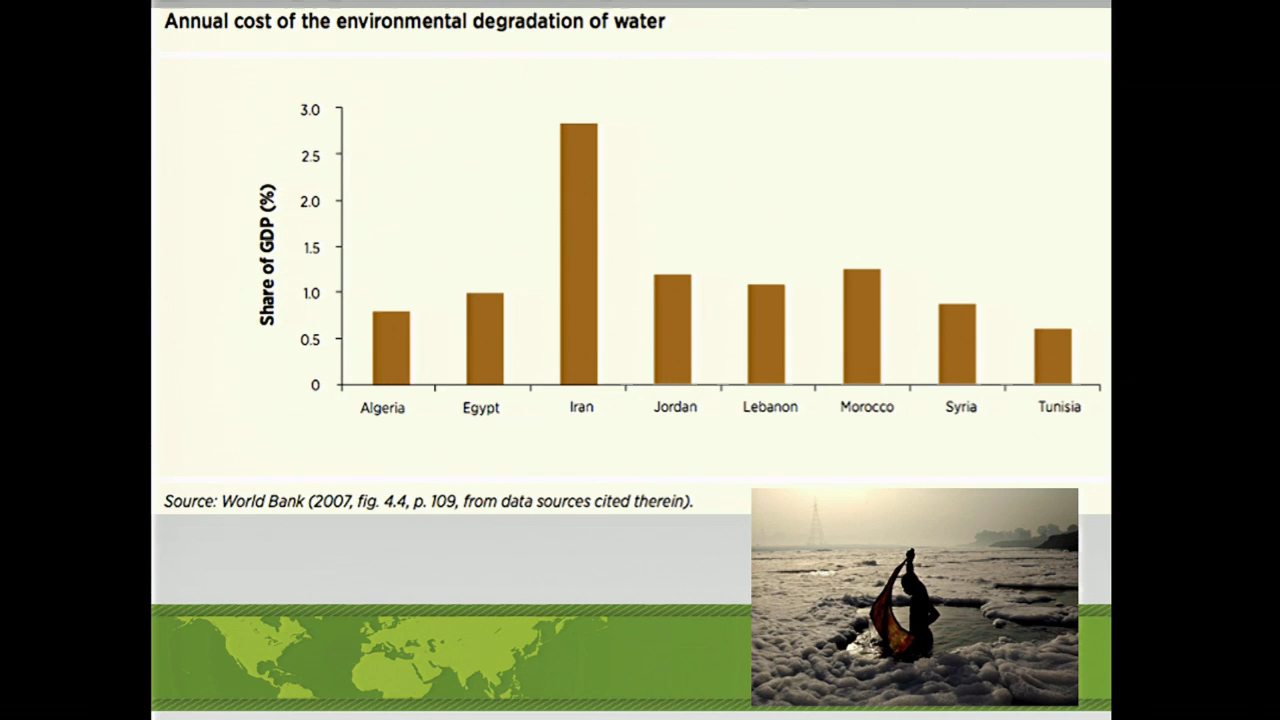 Annual cost of the environmental degradation of water
3.0
2.5
2.0
1.5
1.0
0.5
0
Share of GDP (%)
Algeria
Egypt
Iran
Jordan
Lebanon
Morocco
Syria
Tunisia
Source: World Bank (2007, fig. 4.4, p. 109, from data sources cited therein).